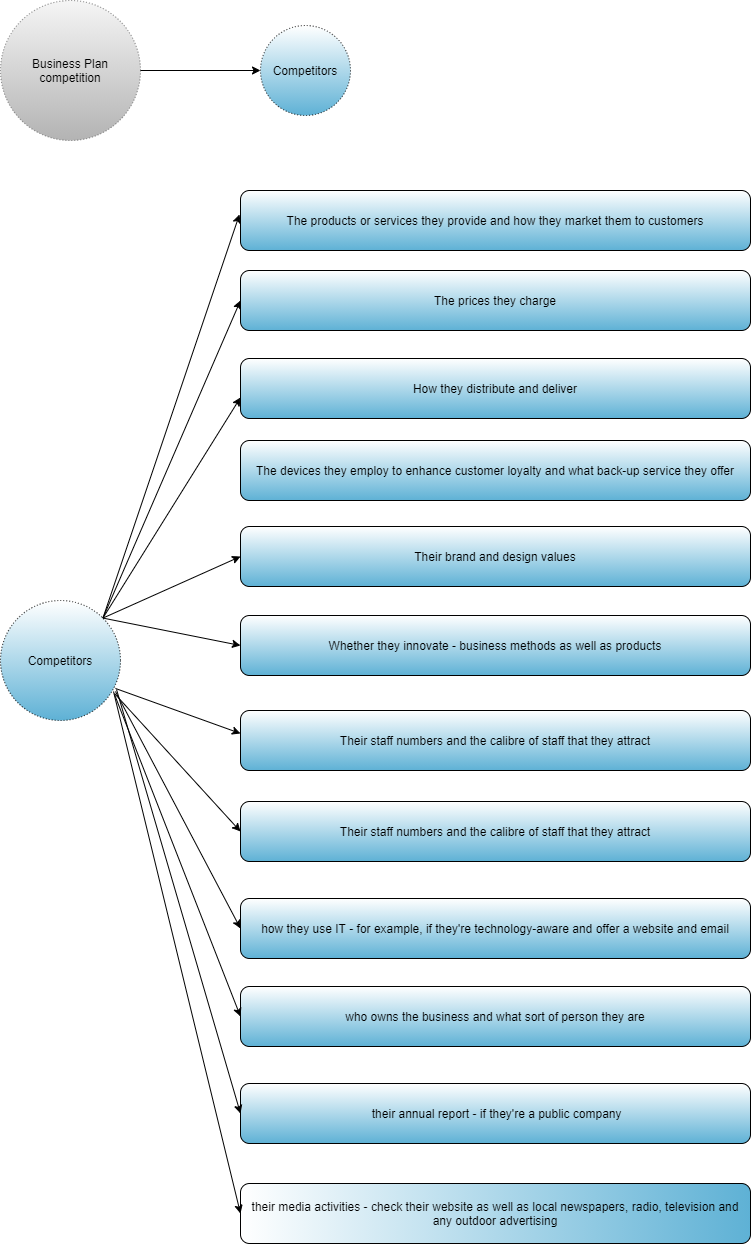 Business Plan
competition
Competitors
The products or services they provide and how they market them to customers
The prices they charge
How they distribute and deliver
The devices they employ to enhance customer loyalty and what back-up service they offer
Their brand and design values
Whether they innovate - business methods as well as products
Competitors
Their staff numbers and the calibre of staff that they attract
Their staff numbers and the calibre of staff that they attract
how they use IT - for example, if they're technology-aware and offer a website and email
who owns the business and what sort of person they are
their annual report - if they're a public company
their media activities - check their website as well as local newspapers, radio, television and
any outdoor advertising